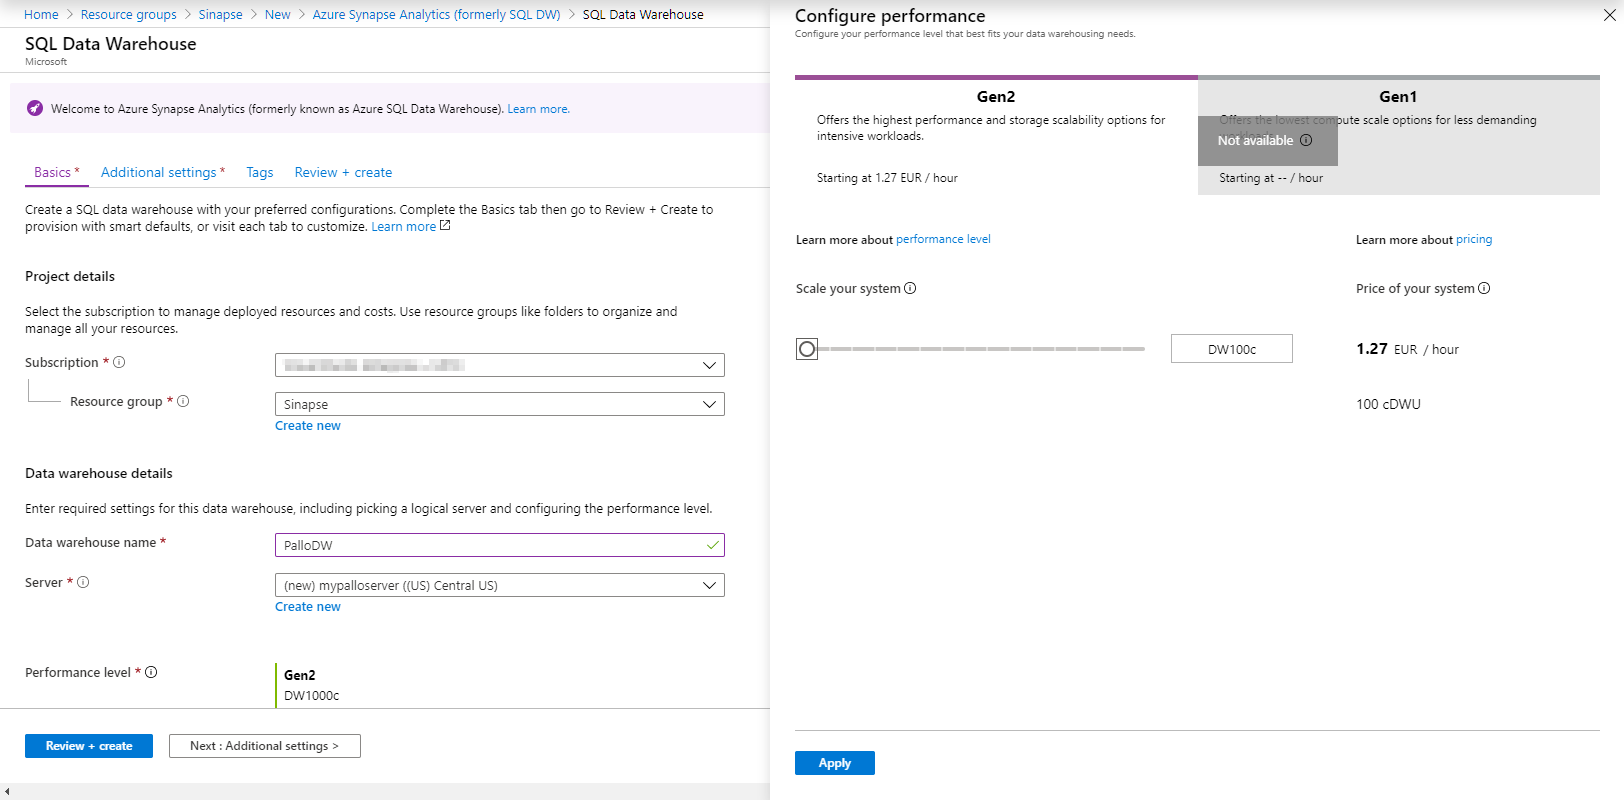 Home > Resource groups > Sinapse > New > Azure Synapse Analytics (formerly SQL DW) > SQL Data Warehouse
SQL Data Warehouse
Microsoft
Welcome to Azure Synapse Analytics (formerly known as Azure SQL Data Warehouse). Learn more.
Basics * Additional settings * Tags Review + create
Create a SQL data warehouse with your preferred configurations. Complete the Basics tab then go to Review + Create to
provision with smart defaults, or visit each tab to customize. Learn more
Project details
Select the subscription to manage deployed resources and costs. Use resource groups like folders to organize and
manage all your resources.
Subscription *
Resource group *
Sinapse
Create new
Data warehouse details
Enter required settings for this data warehouse, including picking a logical server and configuring the performance level.
Data warehouse name *
PalloDW
Server *
(new) mypalloserver ((US) Central US)
Create new
Performance level *
Gen2
DW1000c
Review + create
Next : Additional settings >
Configure performance
Configure your performance level that best fits your data warehousing needs.
Gen2
Offers the highest performance and storage scalability options for
intensive workloads.
Starting at 1.27 EUR / hour
Gen1
Offers the lowest compute scale options for less demanding
Not available
Starting at -- / hour
Learn more about performance level
Learn more about pricing
Scale your system
Price of your system
DW100c
1.27 EUR / hour
100 cDWU
Apply